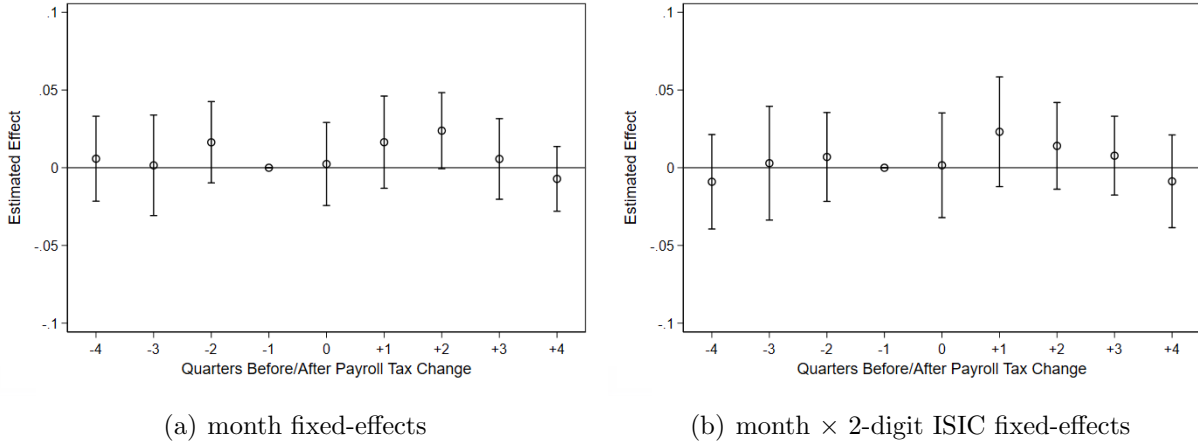 .1
.05
0
-.05
-.1
Estimated Effect
-4 -3 -2 -1 0 +1 +2 +3 +4
Quarters Before/After Payroll Tax Change
(a) month fixed-effects
.1
.05
0
-.05
-.1
Estimated Effect
-4 -3 -2 -1 0 +1 +2 +3 +4
Quarters Before/After Payroll Tax Change
(b) month × 2-digit ISIC fixed-effects